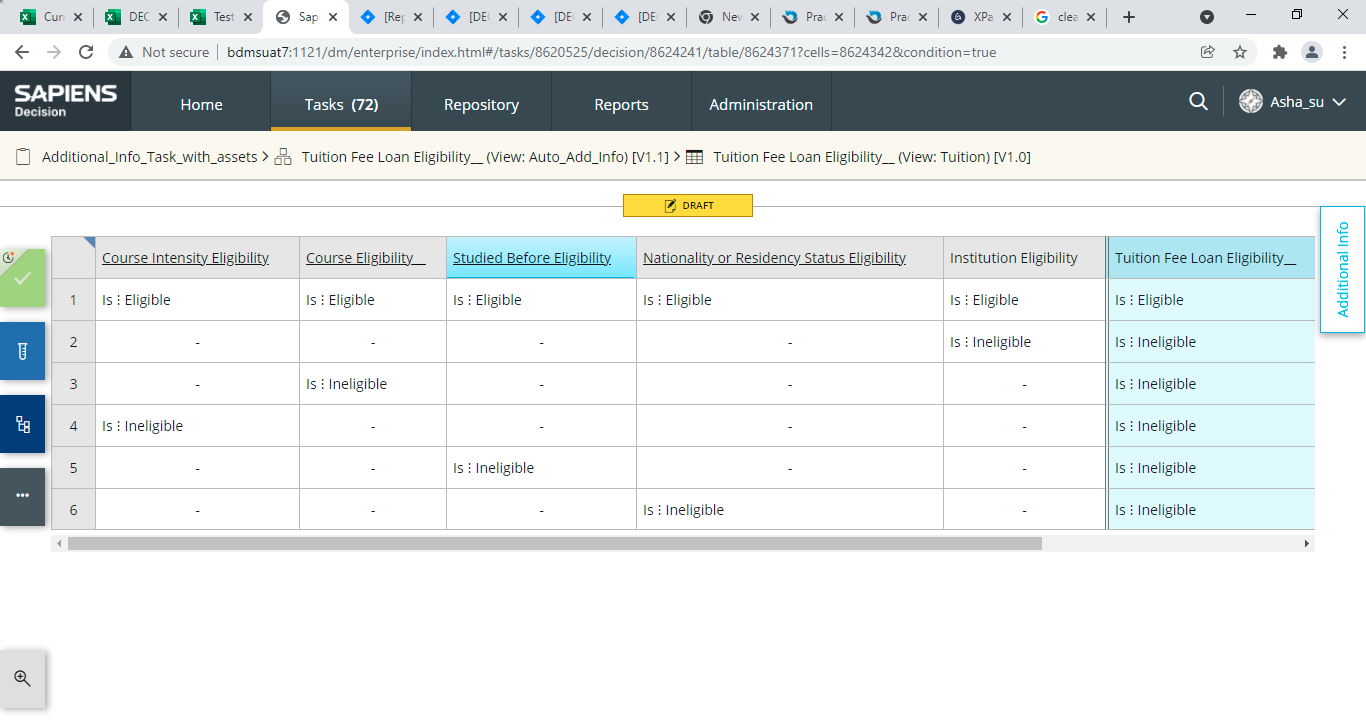 Curr DEC Test Sap [Rep [DE [DE [DE Nev Prac Prac XPa clea
Not secure bdmsuat7:1121/dm/enterprise/index.html#/tasks/8620525/decision/8624241/table/8624371?cells=8624342&condition=true
SAPIENS
Decision
Home Tasks (72) Repository Reports Administration Asha_su
Additional_Info_Task_with_assets > Tuition Fee Loan Eligibility__ (View: Auto_Add_Info) [V1.1] > Tuition Fee Loan Eligibility__ (View: Tuition) [V1.0]
DRAFT
Additional Info
Course Intensity Eligibility Course Eligibility__ Studied Before Eligibility Nationality or Residency Status Eligibility Institution Eligibility Tuition Fee Loan Eligibility__
1 Is ⋮ Eligible Is ⋮ Eligible Is ⋮ Eligible Is ⋮ Eligible Is ⋮ Eligible Is ⋮ Eligible
2 - - - - Is ⋮ Ineligible Is ⋮ Ineligible
3 - Is ⋮ Ineligible - - - Is ⋮ Ineligible
4 Is ⋮ Ineligible - - - - Is ⋮ Ineligible
5 - - Is ⋮ Ineligible - - Is ⋮ Ineligible
6 - - - Is ⋮ Ineligible - Is ⋮ Ineligible